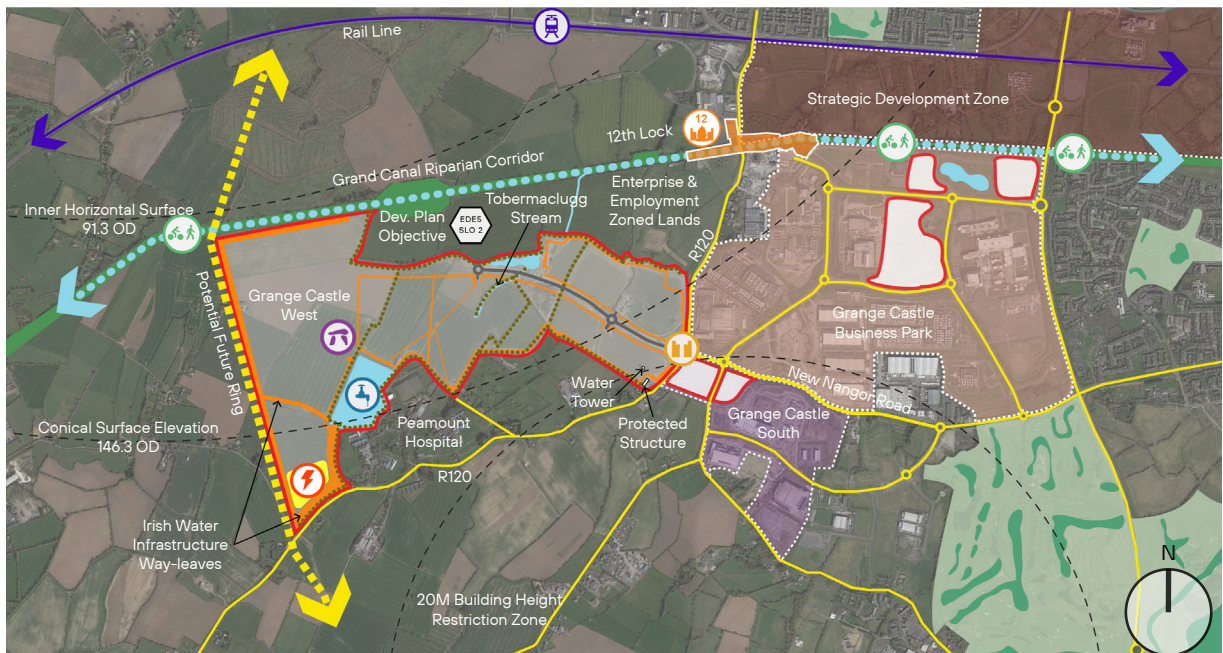 Rail Line
Strategic Development Zone
12
12th Lock
Grand Canal Riparian Corridor
Enterprise &
Employment
Zoned Lands
Tobermaclugg
Stream
Inner Horizontal Surface
91.3 OD
Dev. Plan
Objective
EDE5
SLO 2
R120
Potential Future Ring
Grange Castle
West
Grange Castle
Business Park
New Nangor Road
Water
Tower
Protected
Structure
Grange Castle
South
Conical Surface Elevation
146.3 OD
Peamount
Hospital
R120
Irish Water
Infrastructure
Way-leaves
20M Building Height
Restriction Zone
N